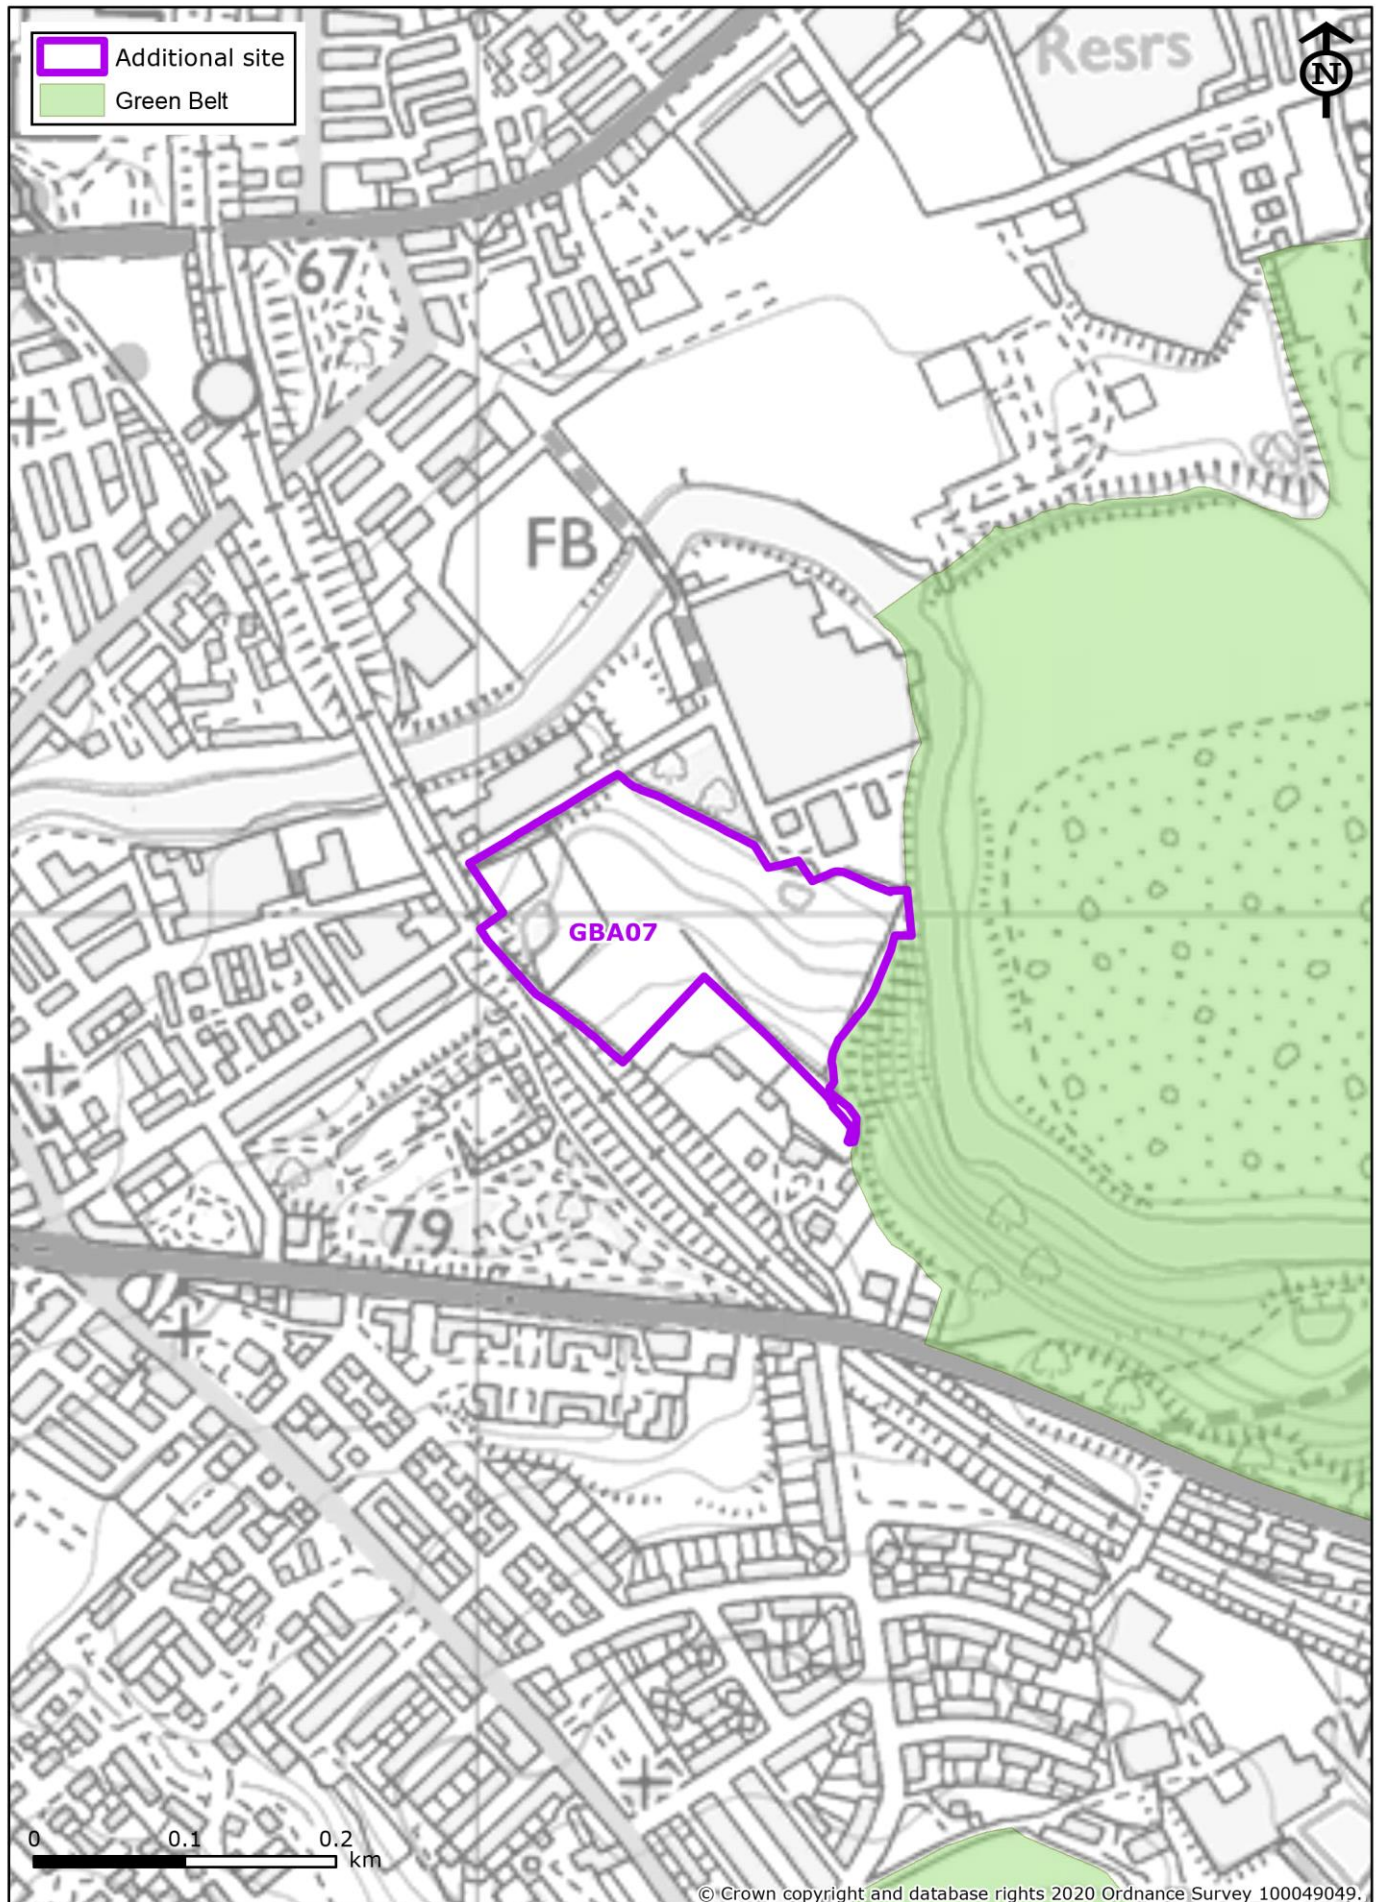 Additional site
Green Belt
N
Resrs
67
FB
GBA07
79
0 0.1 0.2
km
© Crown copyright and database rights 2020 Ordnance Survey 100049049.